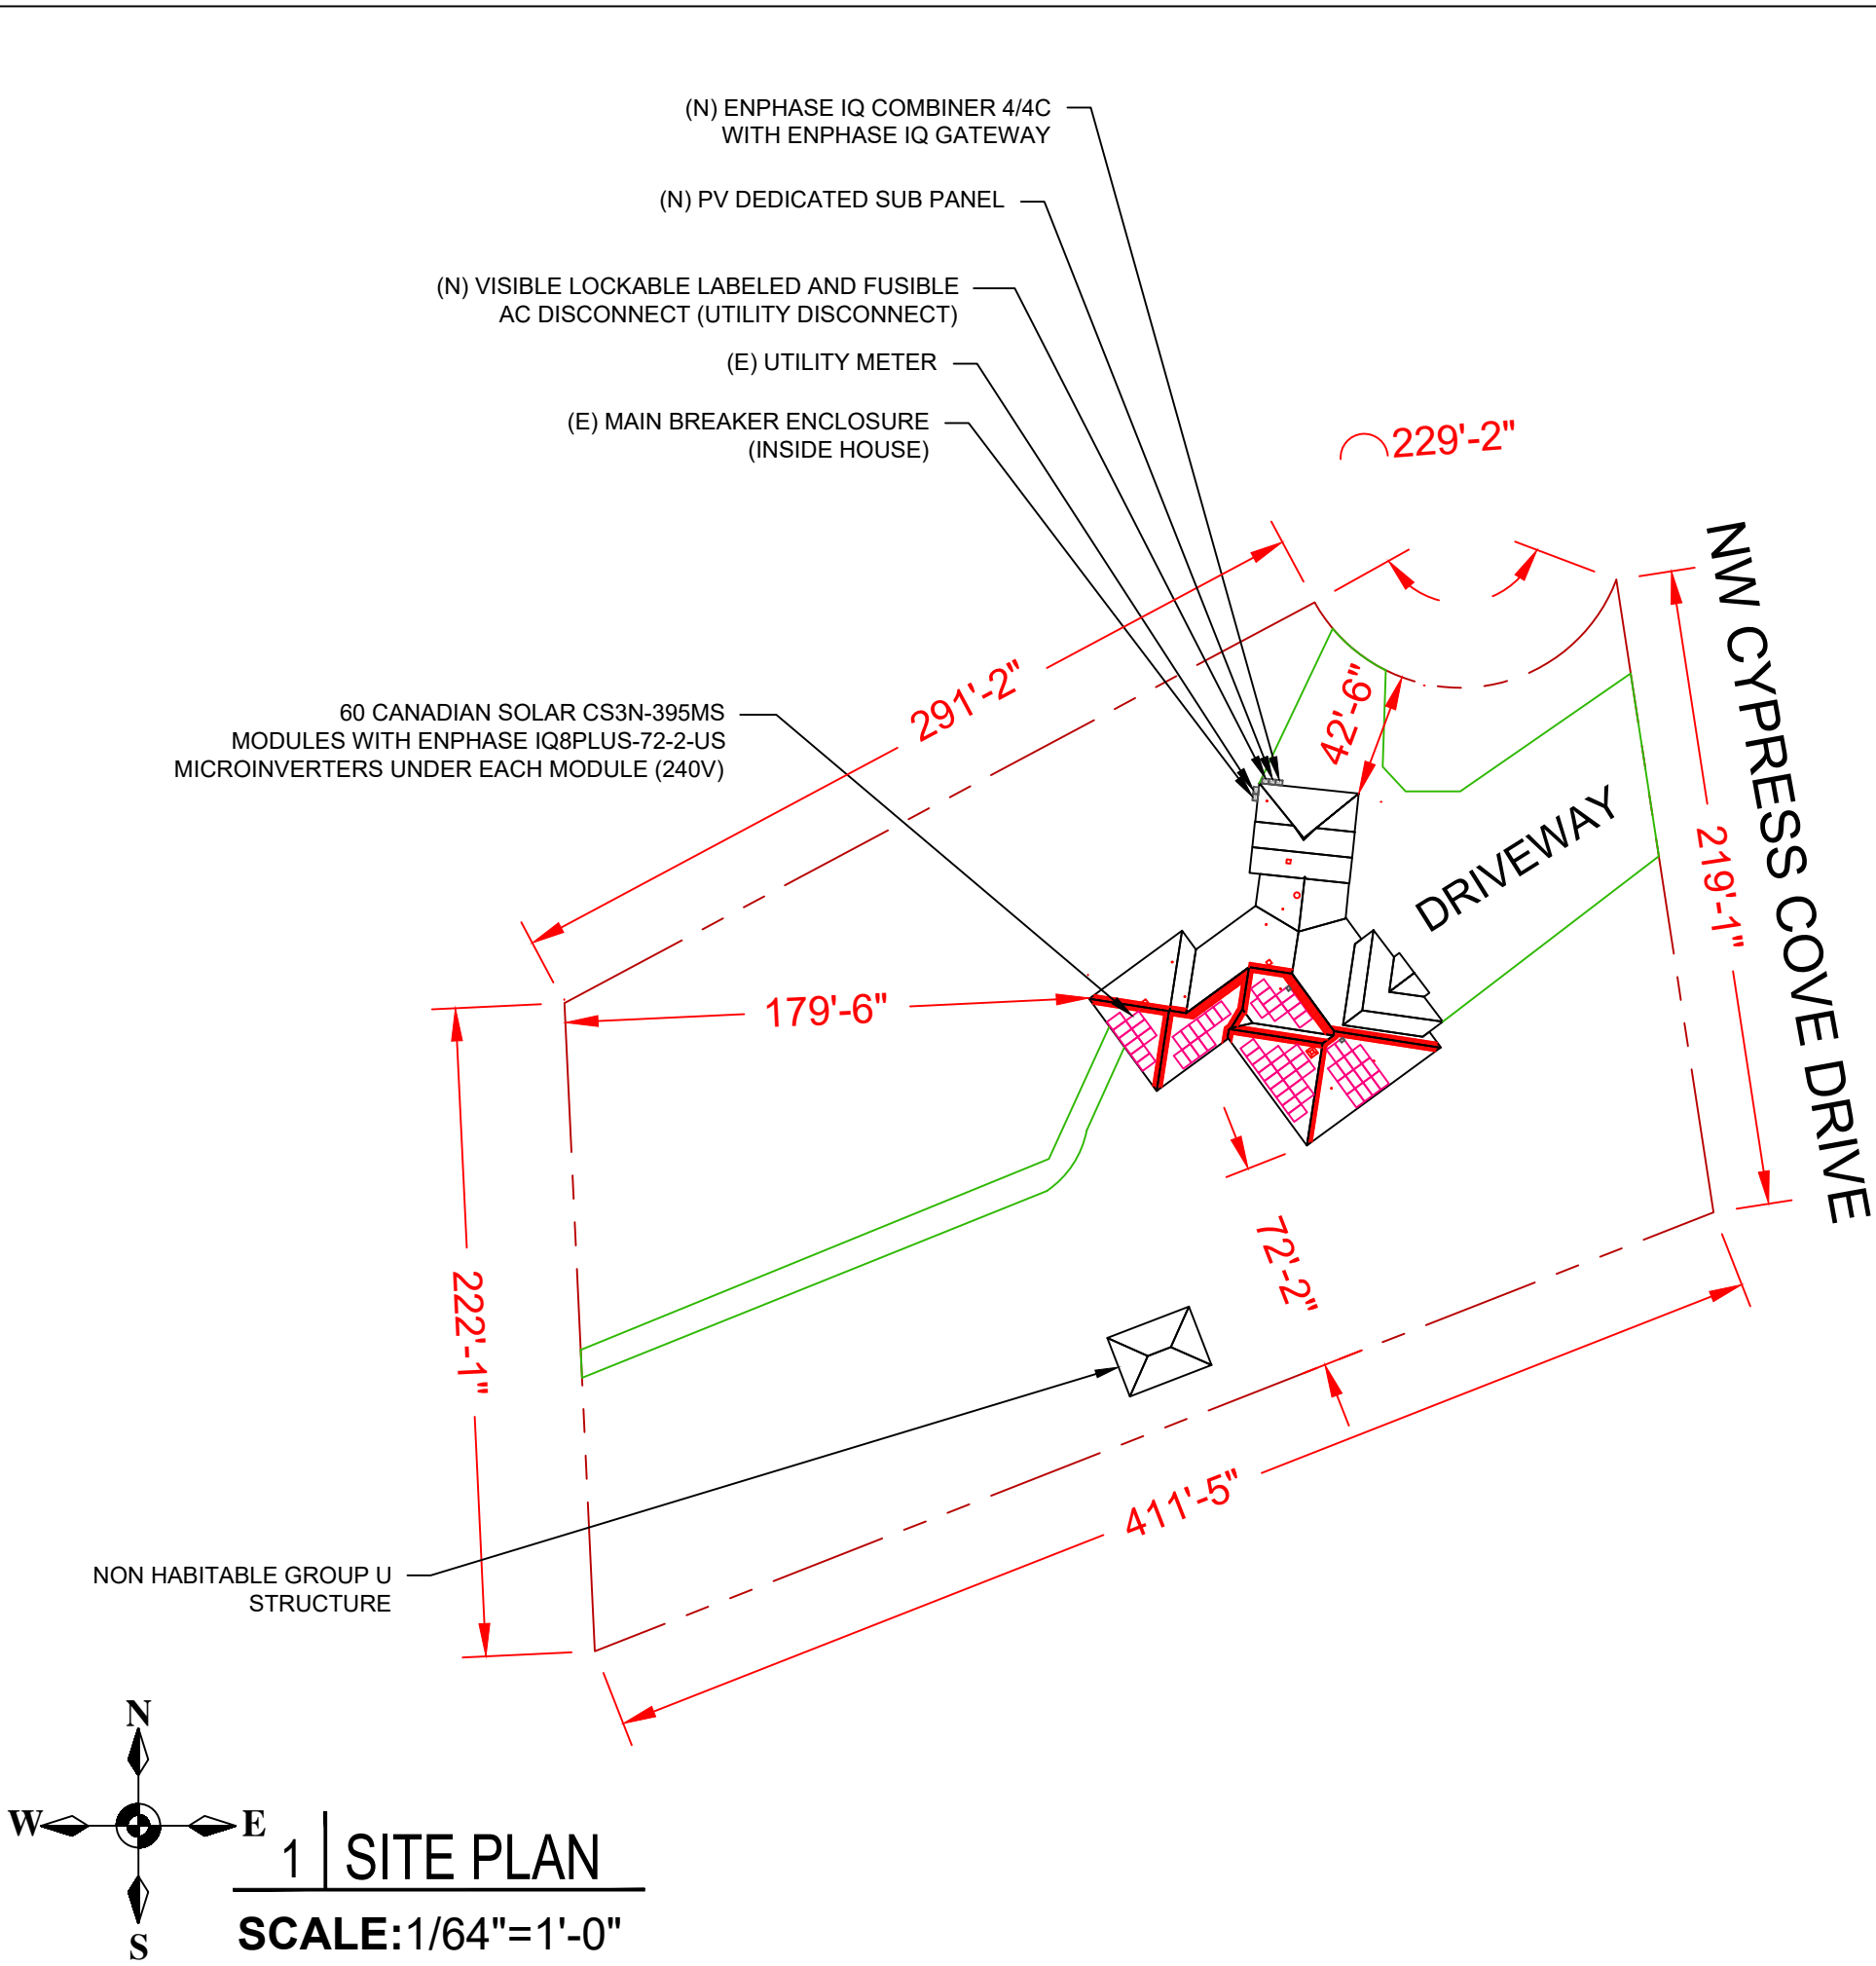 (N) ENPHASE IQ COMBINER 4/4C
WITH ENPHASE IQ GATEWAY
(N) PV DEDICATED SUB PANEL
(N) VISIBLE LOCKABLE LABELED AND FUSIBLE
AC DISCONNECT (UTILITY DISCONNECT)
(E) UTILITY METER
(E) MAIN BREAKER ENCLOSURE
(INSIDE HOUSE)
229'-2"
NW CYPRESS COVE DRIVE
291'-2"
42'-6"
60 CANADIAN SOLAR CS3N-395MS
MODULES WITH ENPHASE IQ8PLUS-72-2-US
MICROINVERTERS UNDER EACH MODULE (240V)
DRIVEWAY
219'-1"
179'-6"
72'-2"
222'-1"
411'-5"
NON HABITABLE GROUP U
STRUCTURE
N
W
E
S
1 SITE PLAN
SCALE:1/64"=1'-0"